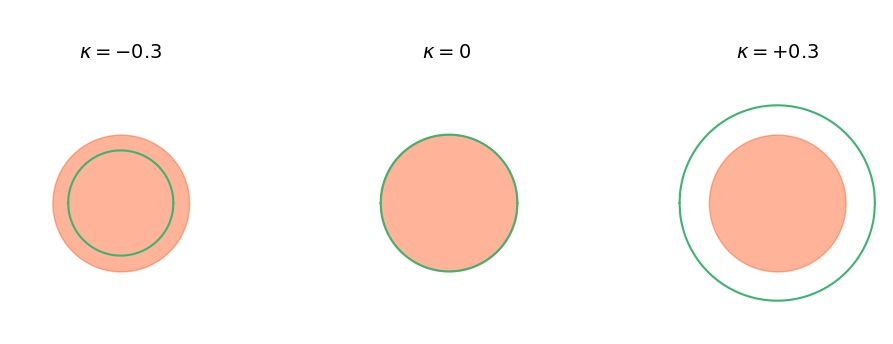 κ = −0.3
κ = 0
κ = +0.3